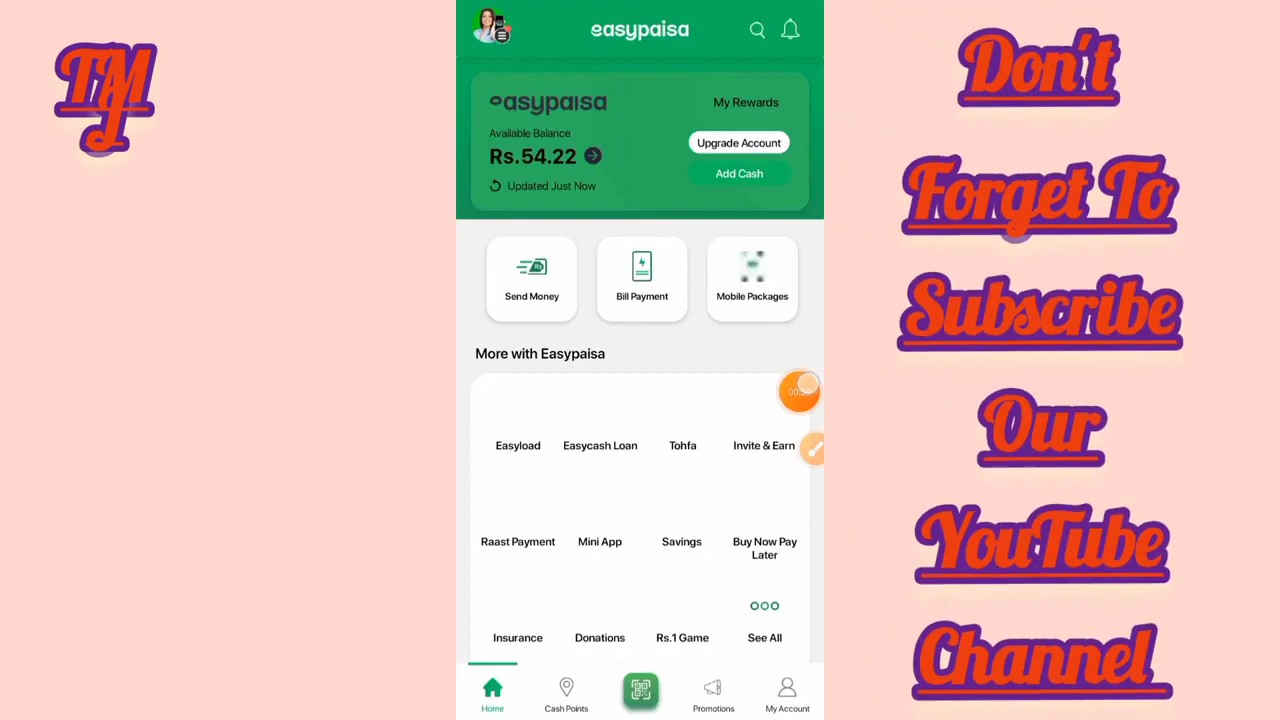 TMJ
easypaisa
easypaisa
My Rewards
Available Balance
Upgrade Account
Rs.54.22
Add Cash
Updated Just Now
Send Money
Bill Payment
Mobile Packages
More with Easypaisa
Easyload
Easycash Loan
Tohfa
Invite & Earn
Raast Payment
Mini App
Savings
Buy Now Pay
Later
Insurance
Donations
Rs.1 Game
See All
Home
Cash Points
Promotions
My Account
Don't
Forget To
Subscribe
Our
YouTube
Channel